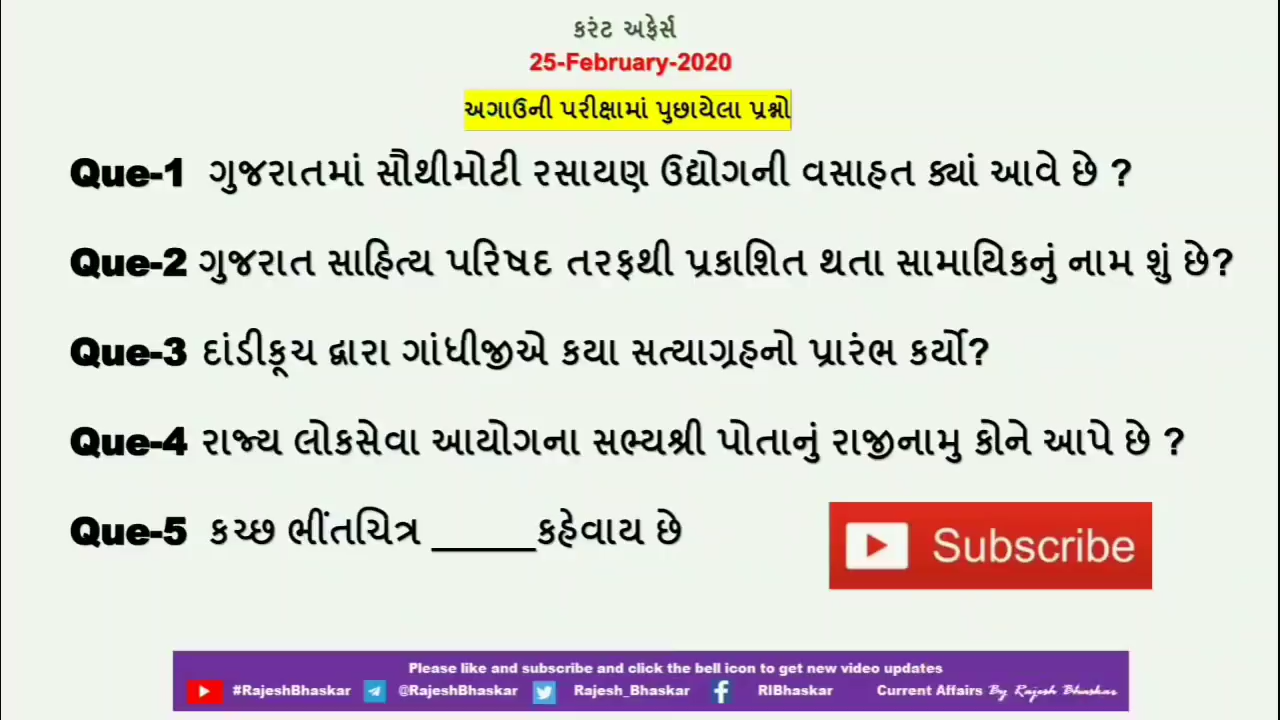 કરંટ અફેર્સ
25-February-2020
અગાઉની પરીક્ષામાં પુછાયેલા પ્રશ્નો
Que-1 ગુજરાતમાં સૌથીમોટી રસાયણ ઉદ્યોગની વસાહત ક્યાં આવે છે ?
Que-2 ગુજરાત સાહિત્ય પરિષદ તરફથી પ્રકાશિત થતા સામાયિકનું નામ શું છે?
Que-3 દાંડીકૂચ દ્વારા ગાંધીજીએ કયા સત્યાગ્રહનો પ્રારંભ કર્યો?
Que-4 રાજ્ય લોકસેવા આયોગના સભ્યશ્રી પોતાનું રાજીનામુ કોને આપે છે ?
Que-5 કચ્છ ભીંતચિત્ર _____કહેવાય છે
Subscribe
Please like and subscribe and click the bell icon to get new video updates
#RajeshBhaskar @RajeshBhaskar Rajesh_Bhaskar RIBhaskar Current Affairs By Rajesh Bhaskar